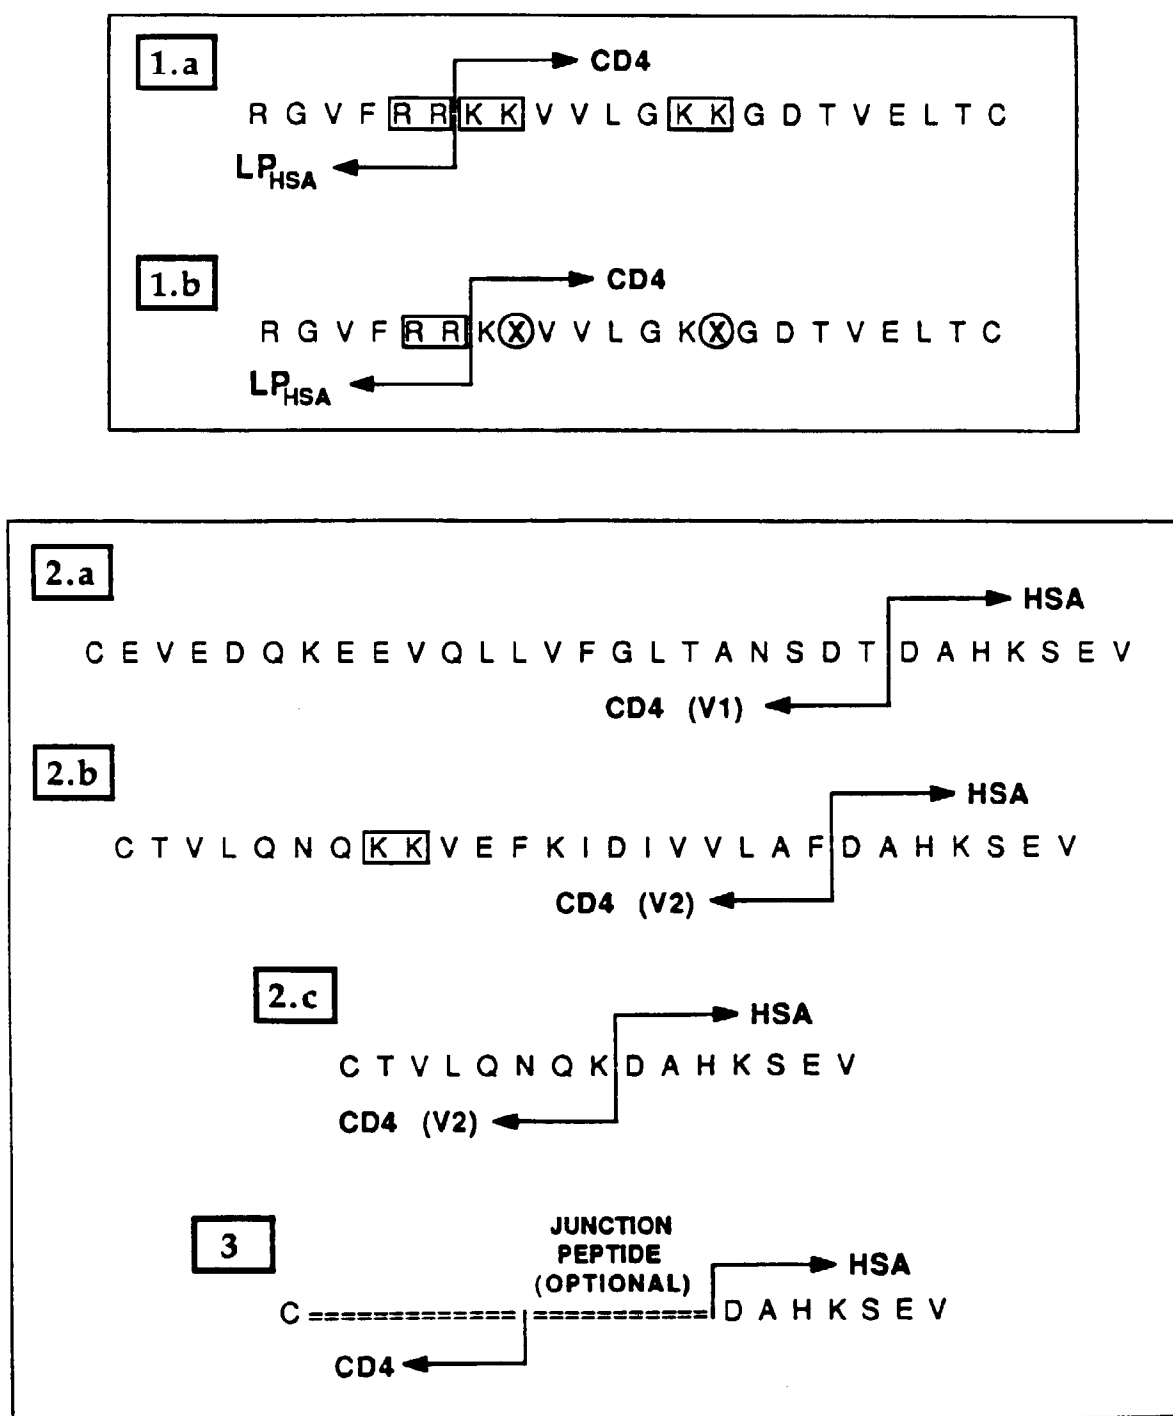 1.a
CD4
R G V F R R K K V V L G K K G D T V E L T C
LPHSA
1.b
CD4
R G V F R R K X V V L G K X G D T V E L T C
LPHSA
2.a
HSA
C E V E D Q K E E V Q L L V F G L T A N S D T D A H K S E V
CD4 (V1)
2.b
HSA
C T V L Q N Q K K V E F K I D I V V L A F D A H K S E V
CD4 (V2)
2.c
HSA
C T V L Q N Q K D A H K S E V
CD4 (V2)
3
JUNCTION
PEPTIDE
(OPTIONAL)
HSA
C ============ =========== D A H K S E V
CD4